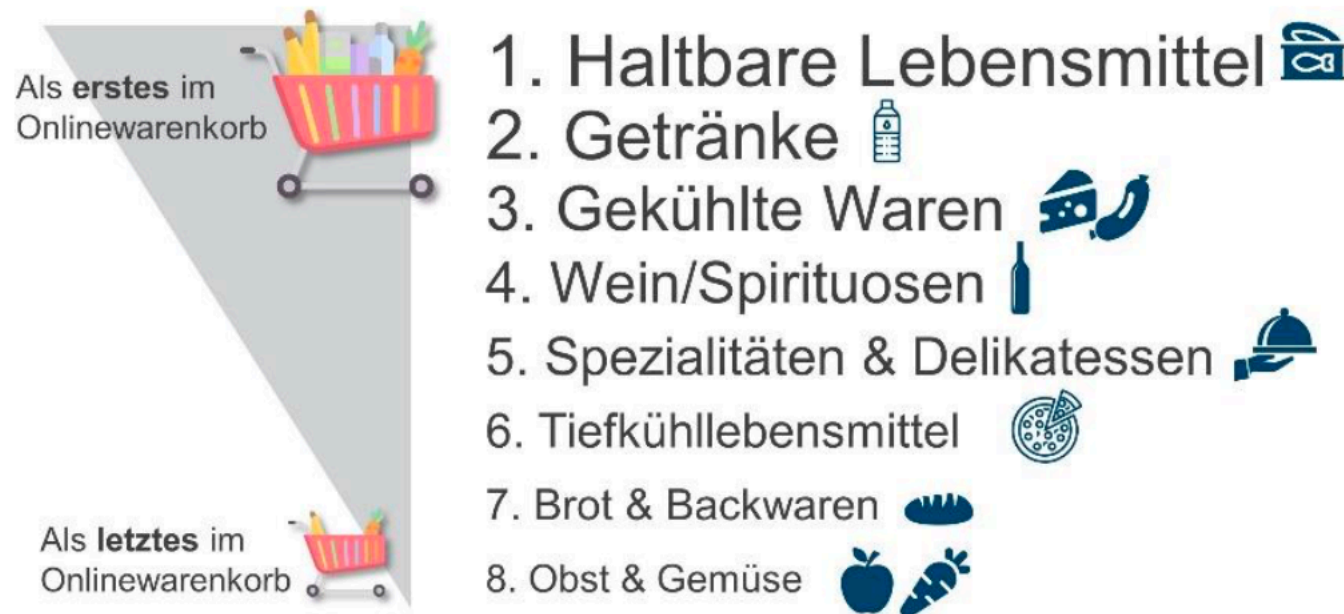 Als erstes im
Onlinewarenkorb
1. Haltbare Lebensmittel
2. Getränke
3. Gekühlte Waren
4. Wein/Spirituosen
5. Spezialitäten & Delikatessen
6. Tiefkühllebensmittel
7. Brot & Backwaren
8. Obst & Gemüse
Als letztes im
Onlinewarenkorb